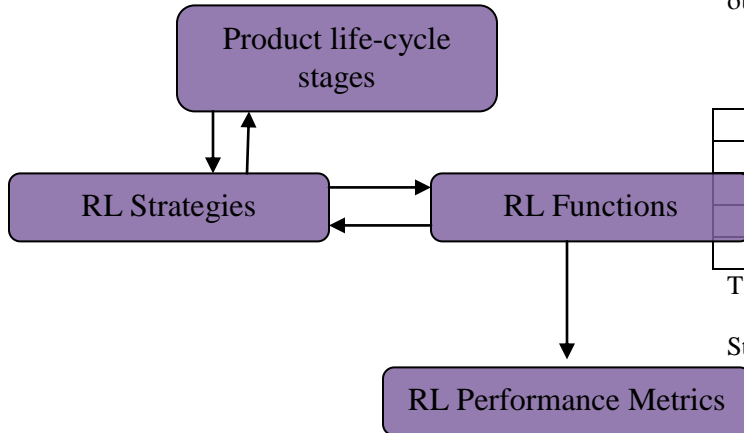 Product life-cycle
stages
RL Strategies
RL Functions
RL Performance Metrics